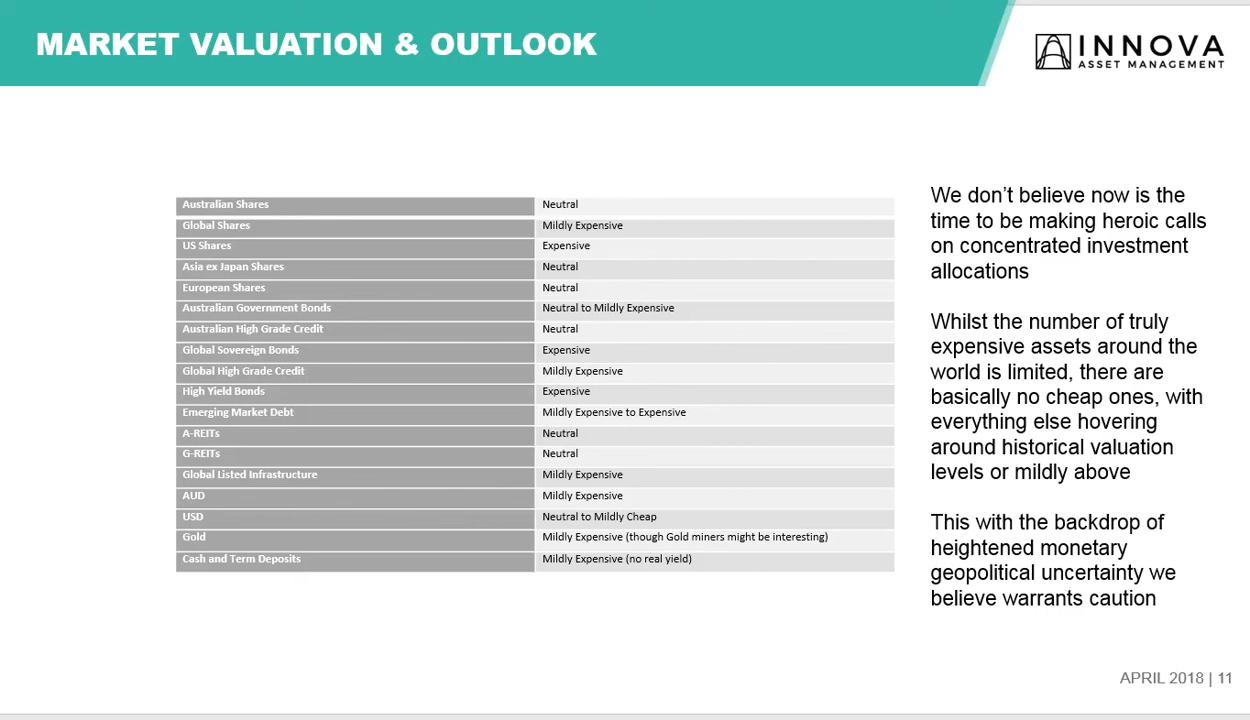 MARKET VALUATION & OUTLOOK
INNOVA
ASSET MANAGEMENT
Australian Shares Neutral
Global Shares Mildly Expensive
US Shares Expensive
Asia ex Japan Shares Neutral
European Shares Neutral
Australian Government Bonds Neutral to Mildly Expensive
Australian High Grade Credit Neutral
Global Sovereign Bonds Expensive
Global High Grade Credit Mildly Expensive
High Yield Bonds Expensive
Emerging Market Debt Mildly Expensive to Expensive
A-REITs Neutral
G-REITs Neutral
Global Listed Infrastructure Mildly Expensive
AUD Mildly Expensive
USD Neutral to Mildly Cheap
Gold Mildly Expensive (though Gold miners might be interesting)
Cash and Term Deposits Mildly Expensive (no real yield)
We don’t believe now is the
time to be making heroic calls
on concentrated investment
allocations
Whilst the number of truly
expensive assets around the
world is limited, there are
basically no cheap ones, with
everything else hovering
around historical valuation
levels or mildly above
This with the backdrop of
heightened monetary
geopolitical uncertainty we
believe warrants caution
APRIL 2018 | 11